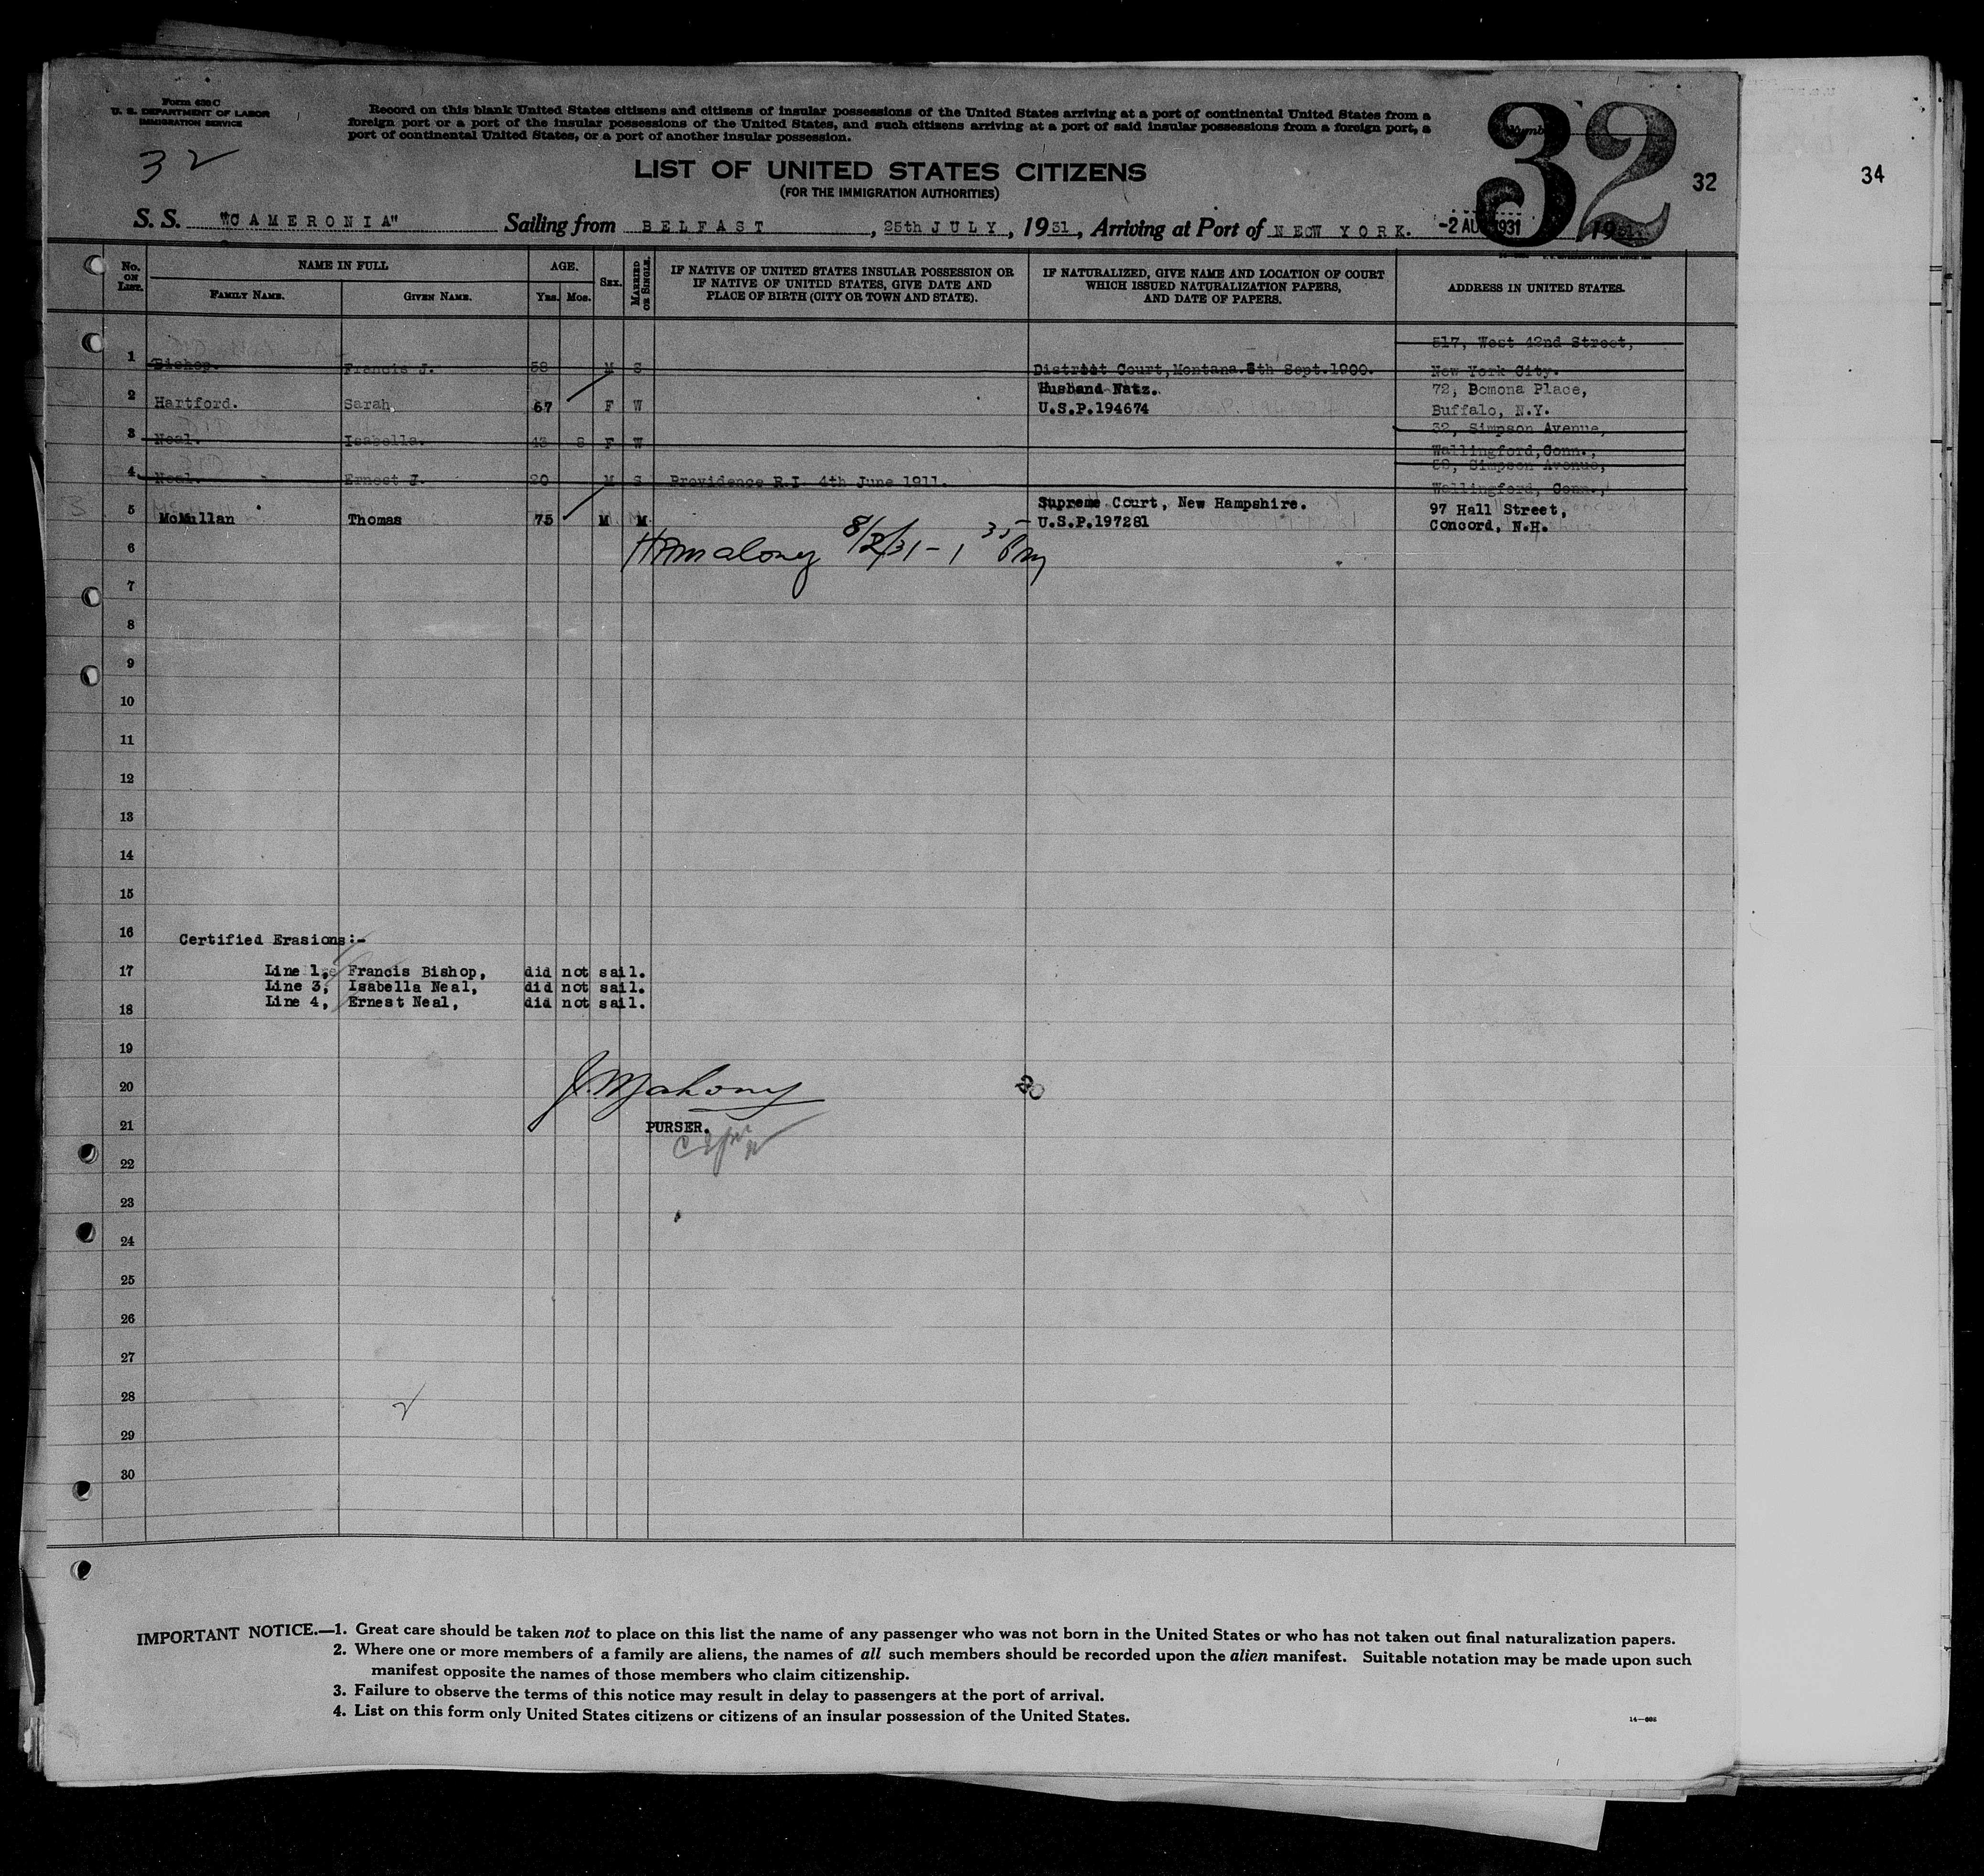 Form 630 C
U. S. DEPARTMENT OF LABOR
IMMIGRATION SERVICE
Record on this blank United States citizens and citizens of insular possessions of the United States arriving at a port of continental United States from a
foreign port or a port of the insular possessions of the United States, and such citizens arriving at a port of said insular possessions from a foreign port, a
port of continental United States, or a port of another insular possession.
32
32
32
34
LIST OF UNITED STATES CITIZENS
(FOR THE IMMIGRATION AUTHORITIES)
S. S. "CAMERONIA" Sailing from BELFAST, 25th JULY, 1931, Arriving at Port of NEW YORK. -2 AU 1931, 19
No. ON LIST.
NAME IN FULL
FAMILY NAME.
GIVEN NAME.
AGE.
Yrs. Mos.
SEX.
MARRIED OR SINGLE.
IF NATIVE OF UNITED STATES INSULAR POSSESSION OR
IF NATIVE OF UNITED STATES, GIVE DATE AND
PLACE OF BIRTH (CITY OR TOWN AND STATE).
IF NATURALIZED, GIVE NAME AND LOCATION OF COURT
WHICH ISSUED NATURALIZATION PAPERS,
AND DATE OF PAPERS.
ADDRESS IN UNITED STATES.
517, West 42nd Street,
1 Bishop. Francis J. 58 M S District Court, Montana. 8th Sept. 1900. New York City.
Husband Natz. 72, Bomona Place,
2 Hartford. Sarah 67 F W U.S.P.194674 Buffalo, N.Y.
32, Simpson Avenue,
3 Neal. Isabella. 43 8 F W Wallingford, Conn.,
Simpson Avenue,
4 Neal. Ernest J. 20 M S Providence R.I. 4th June 1911. Wallingford, Conn.,
Supreme Court, New Hampshire. 97 Hall Street,
5 McMullan Thomas 75 M M U.S.P.197281 Concord, N.H.
6 HRMaloney 8/2/31 - 1 35 Pm
7
8
9
10
11
12
13
14
15
16 Certified Erasions:-
17 Line 1, Francis Bishop, did not sail.
Line 3, Isabella Neal, did not sail.
Line 4, Ernest Neal, did not sail.
18
19
20 J. Mahony
21 PURSER.
22
23
24
25
26
27
28
29
30
IMPORTANT NOTICE.—1. Great care should be taken not to place on this list the name of any passenger who was not born in the United States or who has not taken out final naturalization papers.
2. Where one or more members of a family are aliens, the names of all such members should be recorded upon the alien manifest. Suitable notation may be made upon such
manifest opposite the names of those members who claim citizenship.
3. Failure to observe the terms of this notice may result in delay to passengers at the port of arrival.
4. List on this form only United States citizens or citizens of an insular possession of the United States.